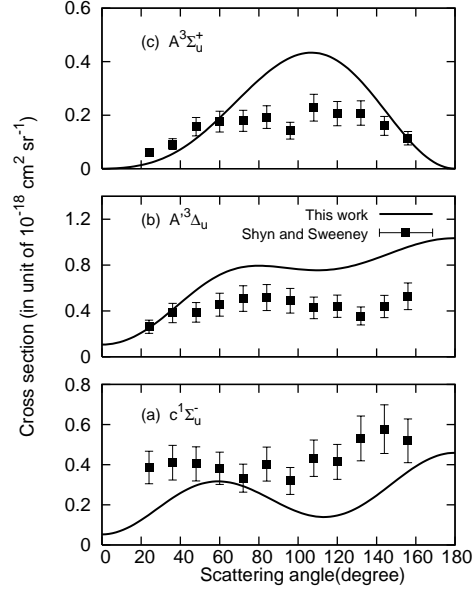 Cross section (in unit of 10⁻¹⁸ cm² sr⁻¹)
0.6
0.4
0.2
0
(c) A³Σᵤ⁺
1.2
0.8
0.4
0
(b) A'³Δᵤ
This work
Shyn and Sweeney
0.8
0.6
0.4
0.2
0
(a) c¹Σᵤ⁻
0 20 40 60 80 100 120 140 160 180
Scattering angle(degree)